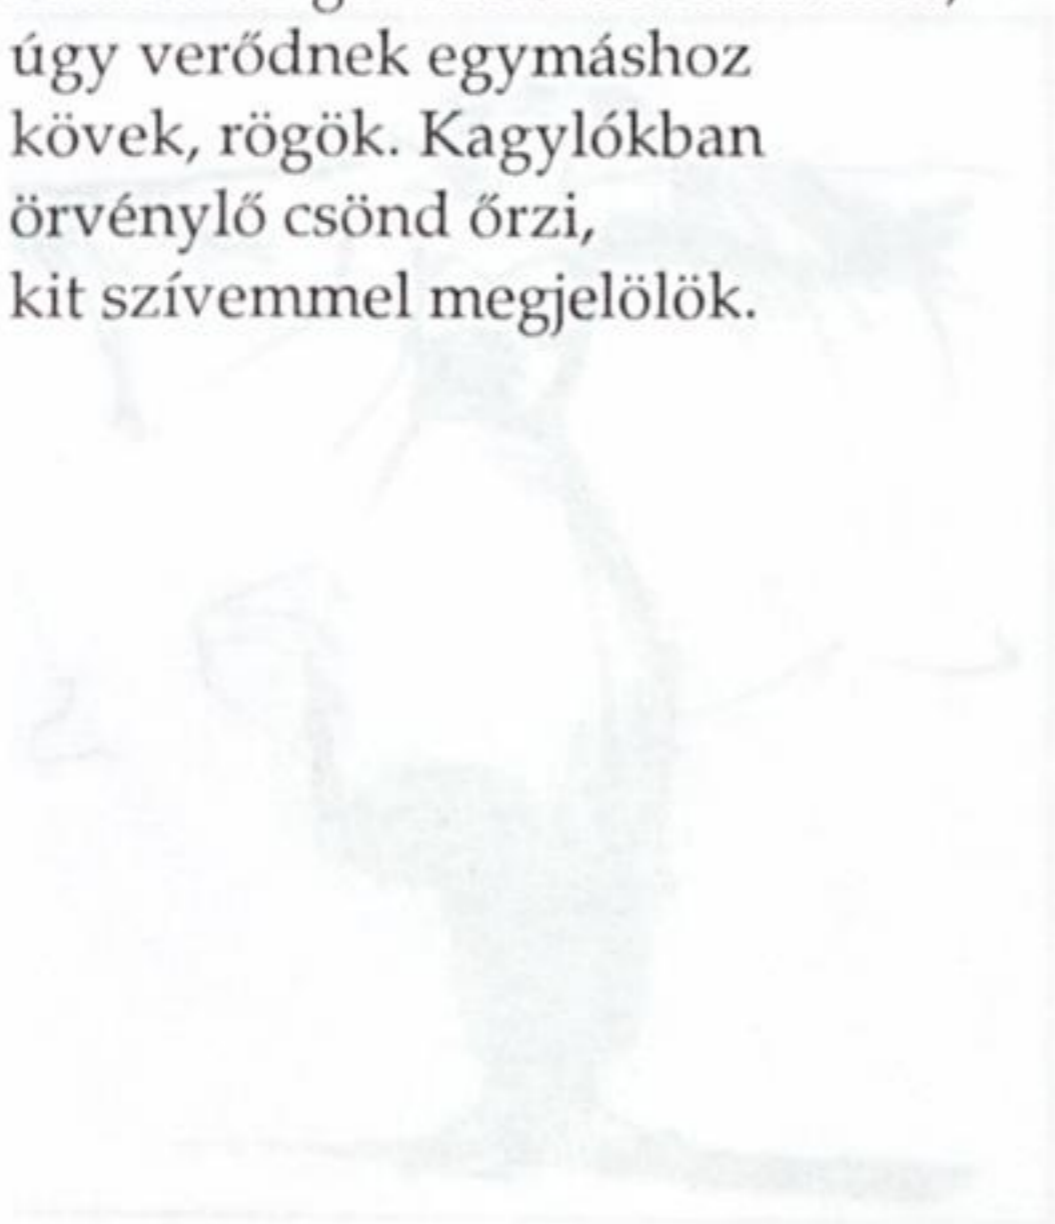 úgy verődnek egymáshoz
kövek, rögök. Kagylókban
örvénylő csönd őrzi,
kit szívemmel megjelölök.